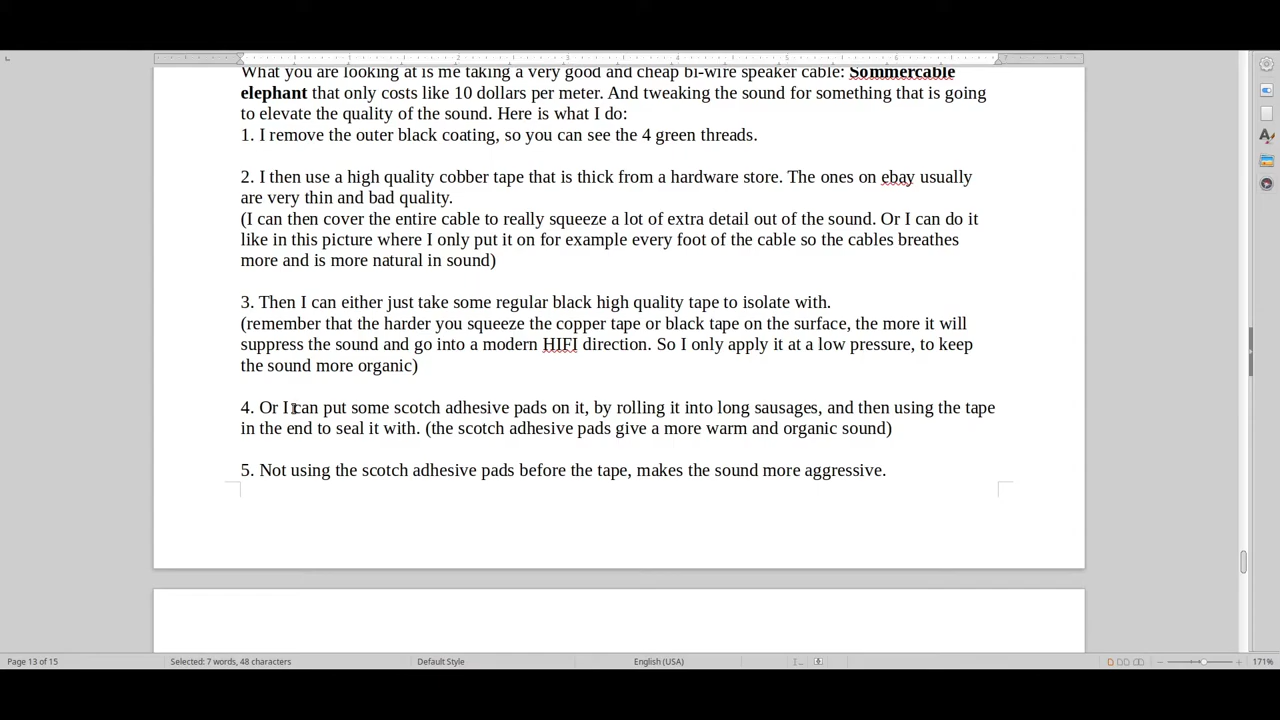 What you are looking at is me taking a very good and cheap bi-wire speaker cable: Sommercable
elephant that only costs like 10 dollars per meter. And tweaking the sound for something that is going
to elevate the quality of the sound. Here is what I do:
1. I remove the outer black coating, so you can see the 4 green threads.
2. I then use a high quality cobber tape that is thick from a hardware store. The ones on ebay usually
are very thin and bad quality.
(I can then cover the entire cable to really squeeze a lot of extra detail out of the sound. Or I can do it
like in this picture where I only put it on for example every foot of the cable so the cables breathes
more and is more natural in sound)
3. Then I can either just take some regular black high quality tape to isolate with.
(remember that the harder you squeeze the copper tape or black tape on the surface, the more it will
suppress the sound and go into a modern HIFI direction. So I only apply it at a low pressure, to keep
the sound more organic)
4. Or I can put some scotch adhesive pads on it, by rolling it into long sausages, and then using the tape
in the end to seal it with. (the scotch adhesive pads give a more warm and organic sound)
5. Not using the scotch adhesive pads before the tape, makes the sound more aggressive.
Page 13 of 15 Selected: 7 words, 48 characters Default Style English (USA) 171%